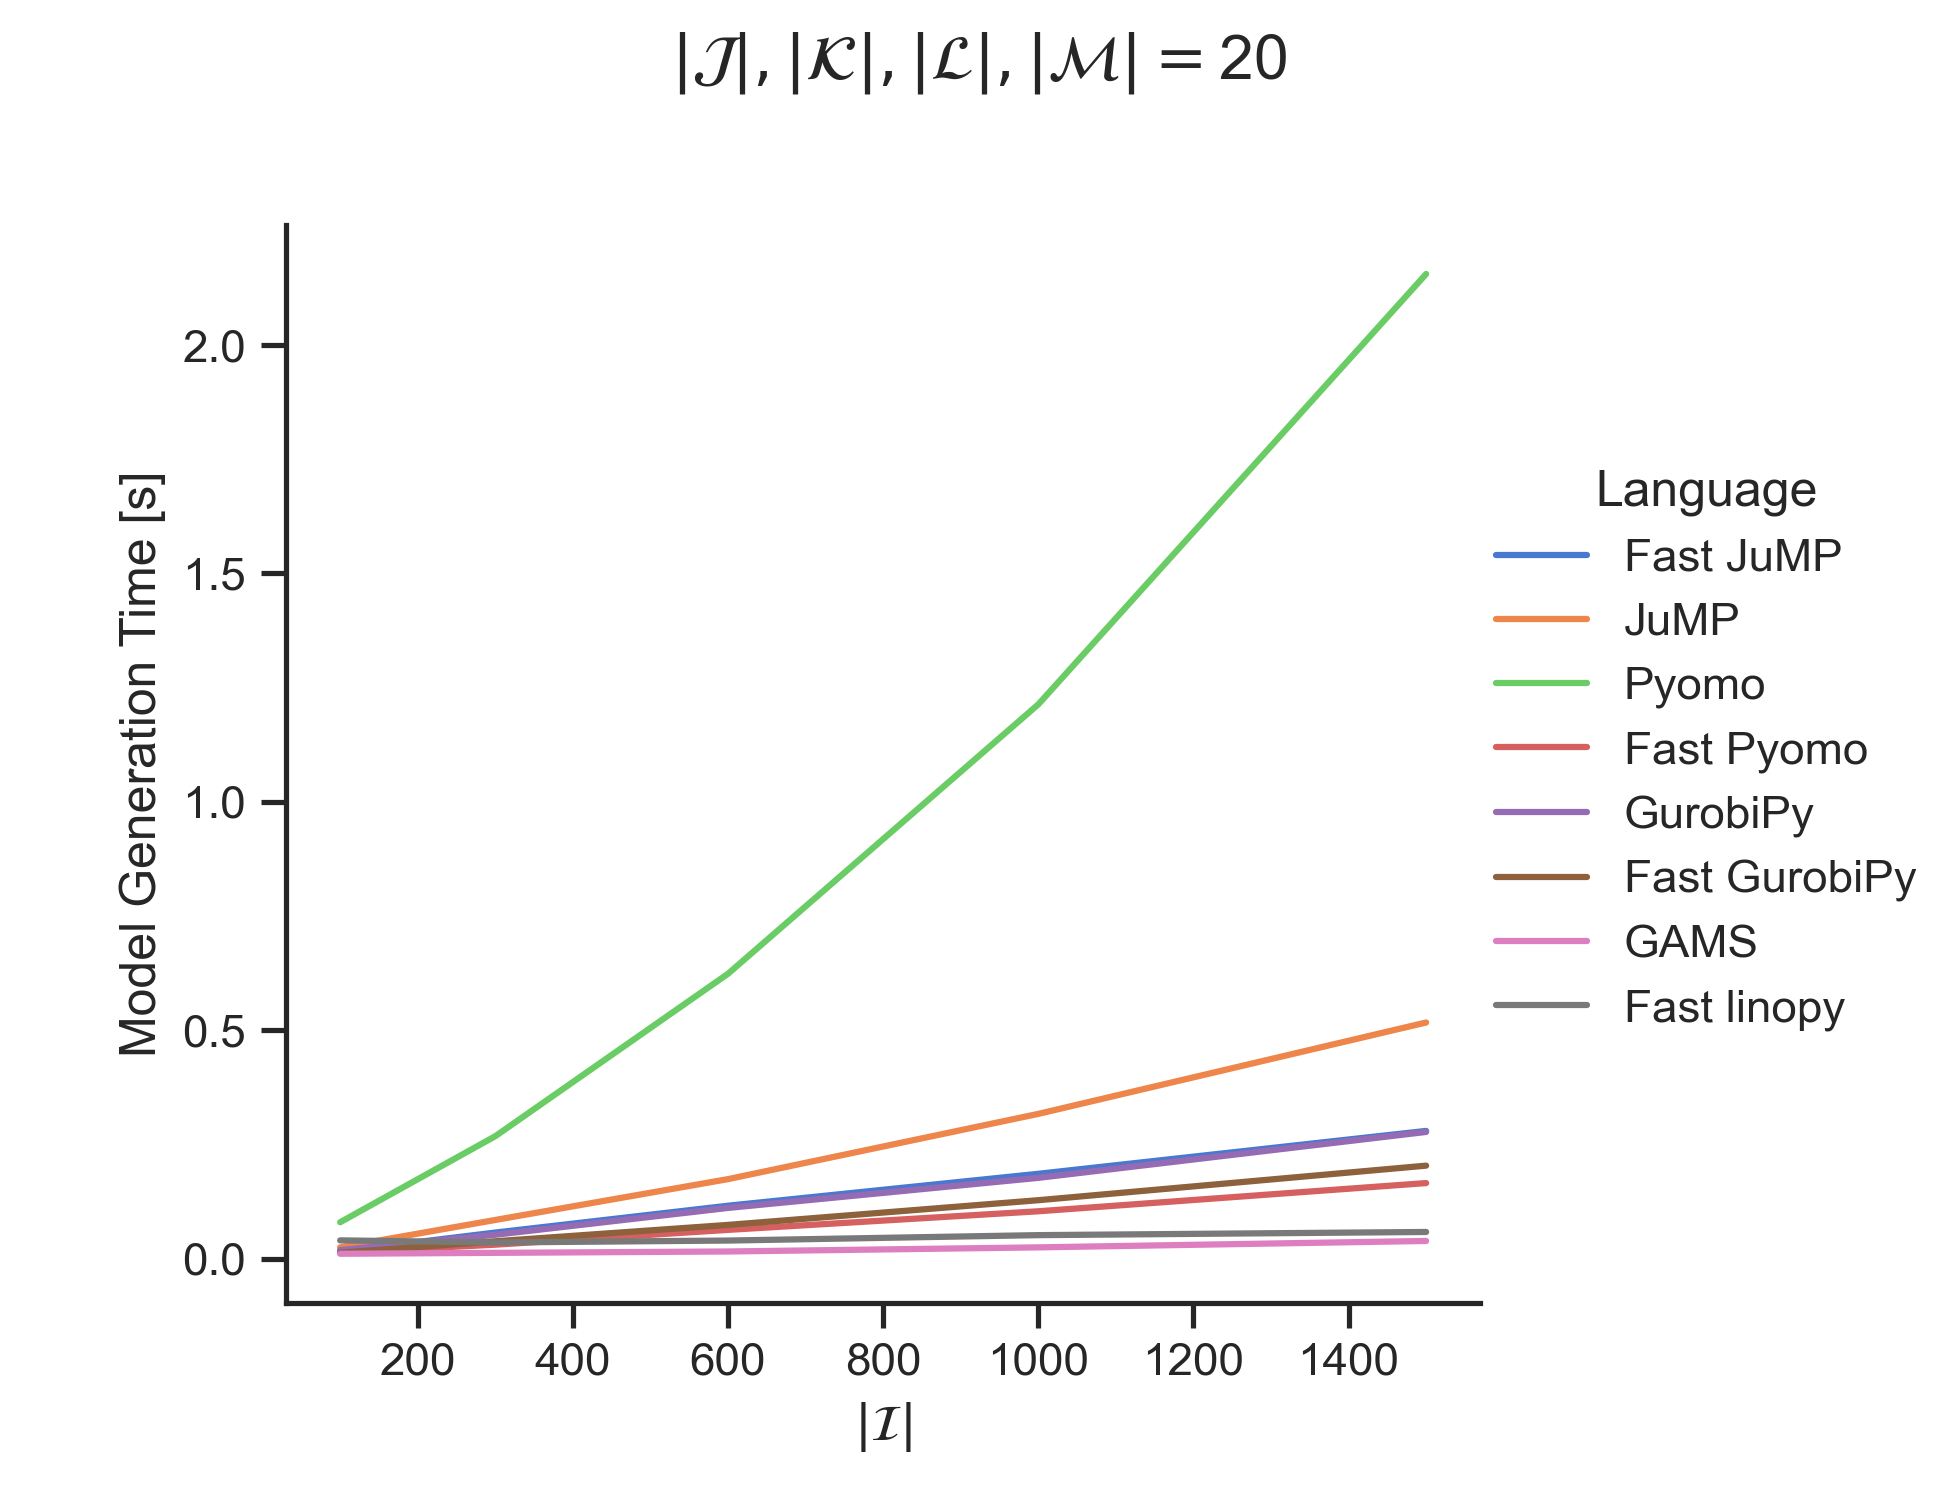 |𝒥|, |𝒦|, |ℒ|, |ℳ| = 20
Model Generation Time [s]
2.0
1.5
1.0
0.5
0.0
200 400 600 800 1000 1200 1400
|ℐ|
Language
Fast JuMP
JuMP
Pyomo
Fast Pyomo
GurobiPy
Fast GurobiPy
GAMS
Fast linopy